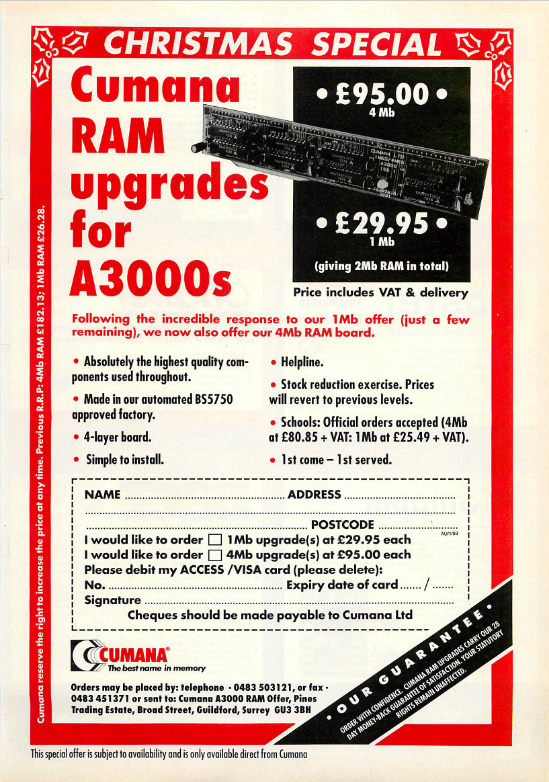 CHRISTMAS SPECIAL
Cumana
RAM
upgrades
for
A3000s
• £95.00 •
4 Mb
CUMANA LTD
• £29.95 •
1 Mb
(giving 2Mb RAM in total)
Price includes VAT & delivery
Following the incredible response to our 1Mb offer (just a few
remaining), we now also offer our 4Mb RAM board.
• Absolutely the highest quality com-
ponents used throughout.
• Made in our automated BS5750
approved factory.
• 4-layer board.
• Simple to install.
• Helpline.
• Stock reduction exercise. Prices
will revert to previous levels.
• Schools: Official orders accepted (4Mb
at £80.85 + VAT: 1Mb at £25.49 + VAT).
• 1st come – 1st served.
NAME ................................................ ADDRESS ..................................
....................................................................................................................
.................................................................... POSTCODE ........................
I would like to order 1Mb upgrade(s) at £29.95 each
I would like to order 4Mb upgrade(s) at £95.00 each
Please debit my ACCESS /VISA card (please delete):
No. .................................................... Expiry date of card ...... / ......
Signature ..................................................................................................
Cheques should be made payable to Cumana Ltd
CUMANA®
The best name in memory
Orders may be placed by: telephone - 0483 503121, or fax -
0483 451371 or sent to: Cumana A3000 RAM Offer, Pines
Trading Estate, Broad Street, Guildford, Surrey GU3 3BH
• OUR GUARANTEE •
ORDER WITH CONFIDENCE. CUMANA RAM UPGRADES CARRY OUR 28
DAY MONEY-BACK GUARANTEE OF SATISFACTION. YOUR STATUTORY
RIGHTS REMAIN UNAFFECTED.
Cumana reserve the right to increase the price at any time. Previous R.R.P: 4Mb RAM £182.13; 1Mb RAM £26.28.
This special offer is subject to availability and is only available direct from Cumana